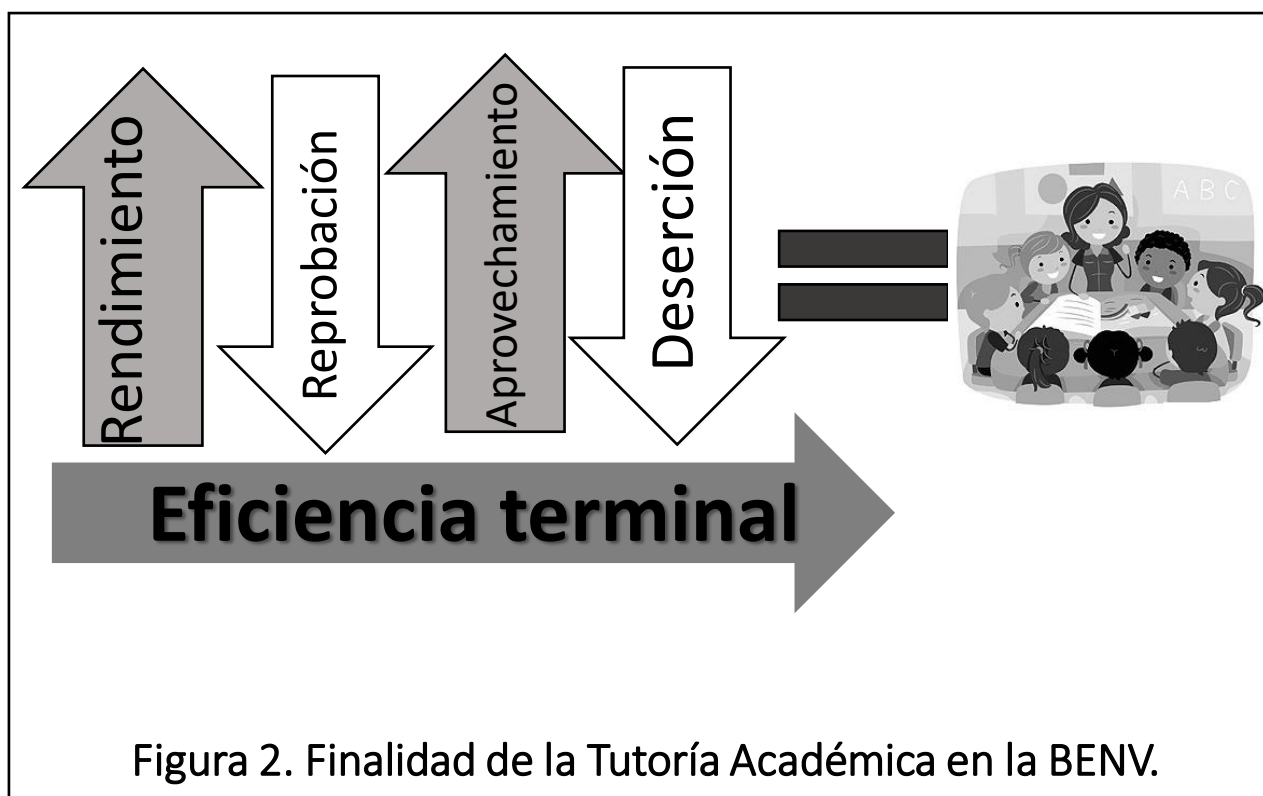 Rendimiento
Reprobación
Aprovechamiento
Deserción
A B C
Eficiencia terminal
Figura 2. Finalidad de la Tutoría Académica en la BENV.